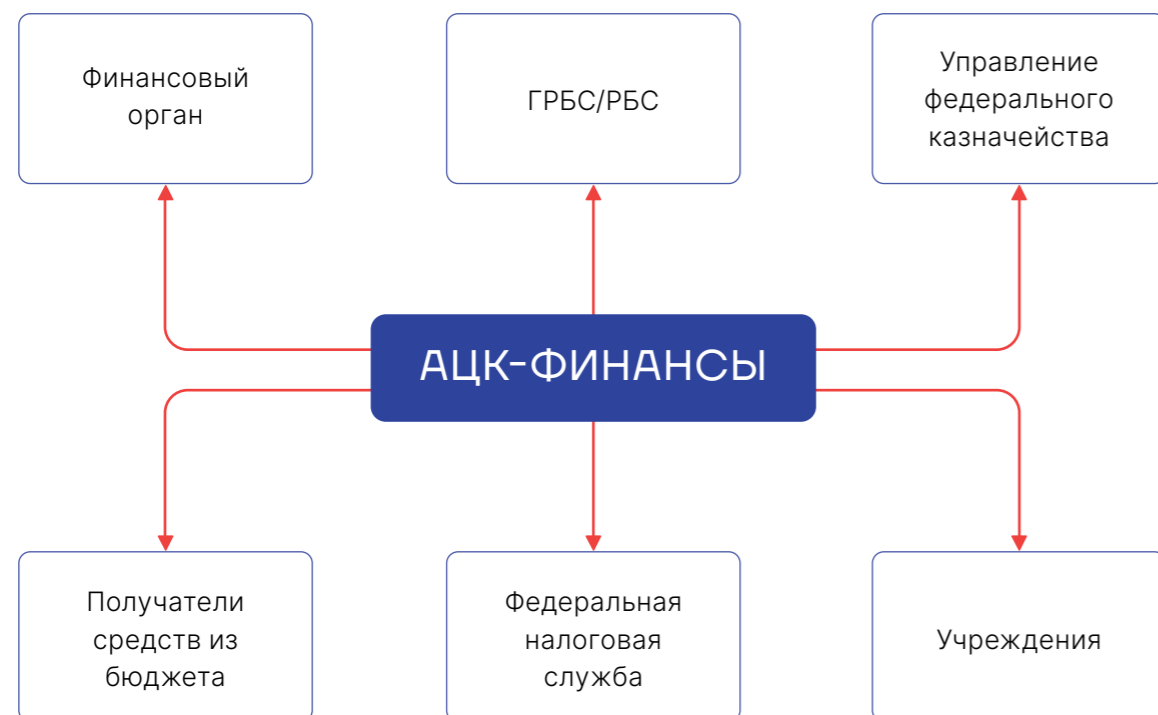 Финансовый
орган
ГРБС/РБС
Управление
федерального
казначейства
АЦК-ФИНАНСЫ
Получатели
средств из
бюджета
Федеральная
налоговая
служба
Учреждения